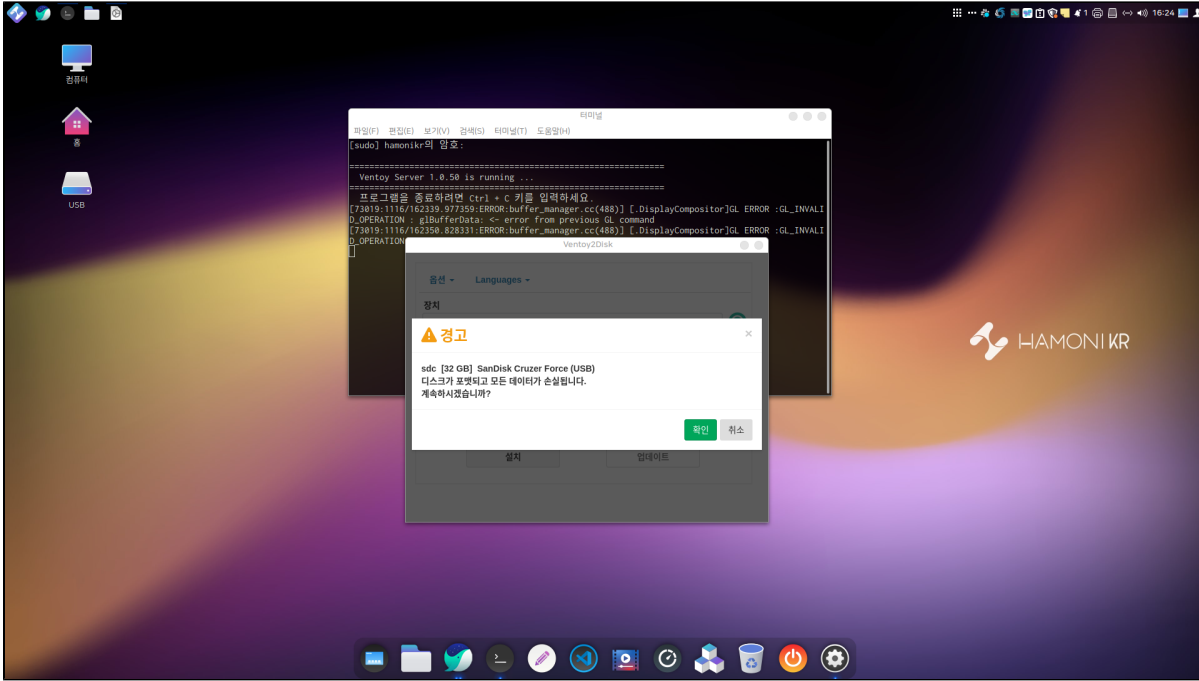 1
16:24
컴퓨터
홈
USB
터미널
파일(F) 편집(E) 보기(V) 검색(S) 터미널(T) 도움말(H)
[sudo] hamonikr의 암호:
===============================================================
Ventoy Server 1.0.50 is running ...
===============================================================
프로그램을 종료하려면 Ctrl + C 키를 입력하세요.
[73019:1116/162339.977359:ERROR:buffer_manager.cc(488)] [.DisplayCompositor]GL ERROR :GL_INVALI
D_OPERATION : glBufferData: <- error from previous GL command
[73019:1116/162350.828331:ERROR:buffer_manager.cc(488)] [.DisplayCompositor]GL ERROR :GL_INVALI
D_OPERATION
Ventoy2Disk
옵션 Languages
장치
경고 ×
sdc [32 GB] SanDisk Cruzer Force (USB)
디스크가 포맷되고 모든 데이터가 손실됩니다.
계속하시겠습니까?
확인 취소
설치 업데이트
HAMONIKR